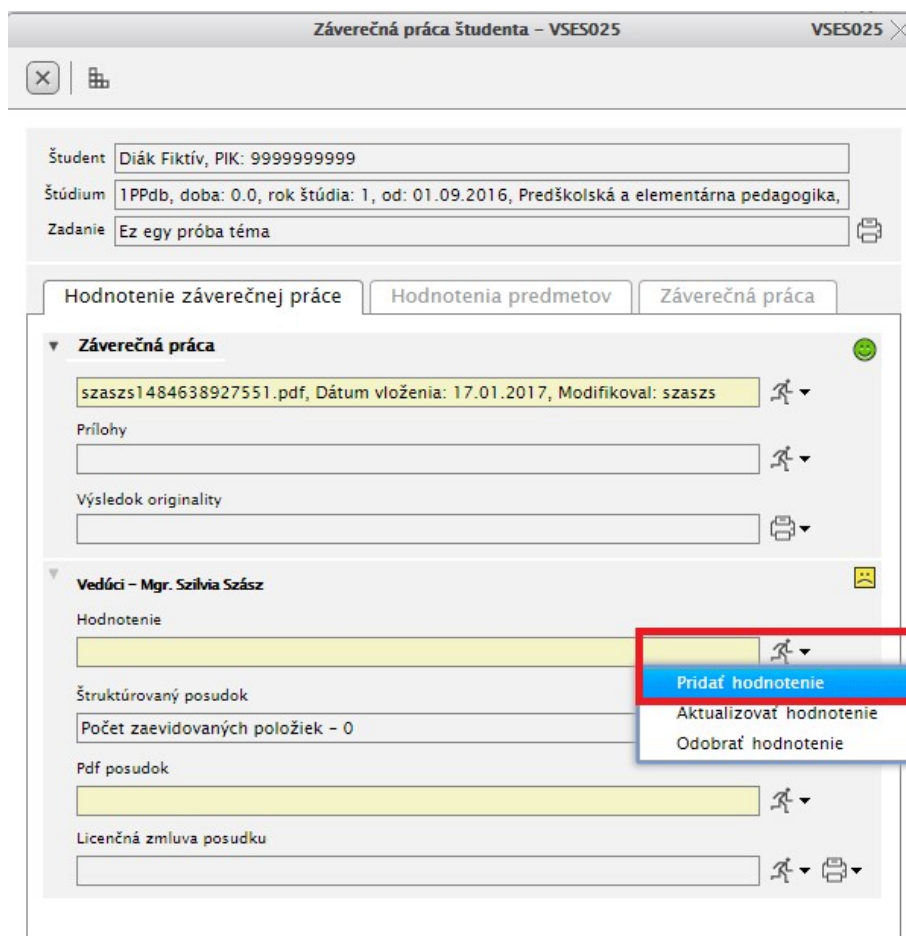 Záverečná práca študenta – VSES025 VSES025
Študent Diák Fiktív, PIK: 9999999999
Štúdium 1PPdb, doba: 0.0, rok štúdia: 1, od: 01.09.2016, Predškolská a elementárna pedagogika,
Zadanie Ez egy próba téma
Hodnotenie záverečnej práce Hodnotenia predmetov Záverečná práca
Záverečná práca
szaszs1484638927551.pdf, Dátum vloženia: 17.01.2017, Modifikoval: szaszs
Prílohy
Výsledok originality
Vedúci – Mgr. Szilvia Szász
Hodnotenie
Pridať hodnotenie
Štruktúrovaný posudok
Aktualizovať hodnotenie
Počet zaevidovaných položiek – 0
Odobrať hodnotenie
Pdf posudok
Licenčná zmluva posudku